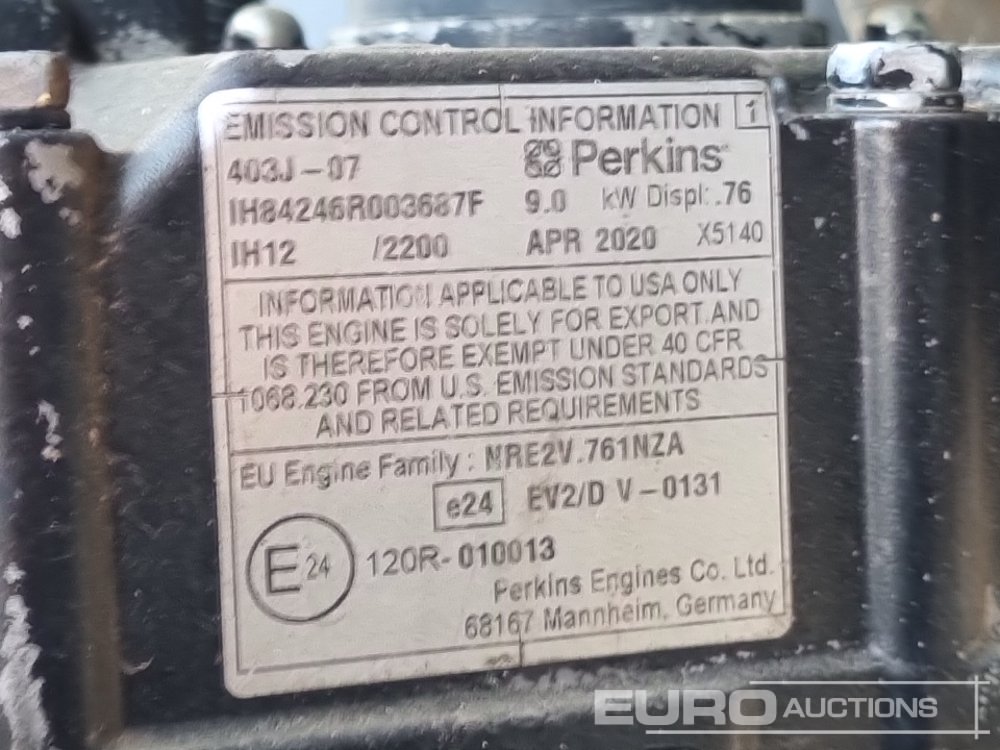 EMISSION CONTROL INFORMATION 1
403J-07 Perkins
IH84246R003687F 9.0 kW Displ: .76
IH12 /2200 APR 2020 X5140
INFORMATION APPLICABLE TO USA ONLY
THIS ENGINE IS SOLELY FOR EXPORT AND
IS THEREFORE EXEMPT UNDER 40 CFR
1068.230 FROM U.S. EMISSION STANDARDS
AND RELATED REQUIREMENTS
EU Engine Family : NRE2V.761NZA
e24 EV2/D V-0131
E24 120R-010013
Perkins Engines Co. Ltd.
68167 Mannheim, Germany
EURO AUCTIONS